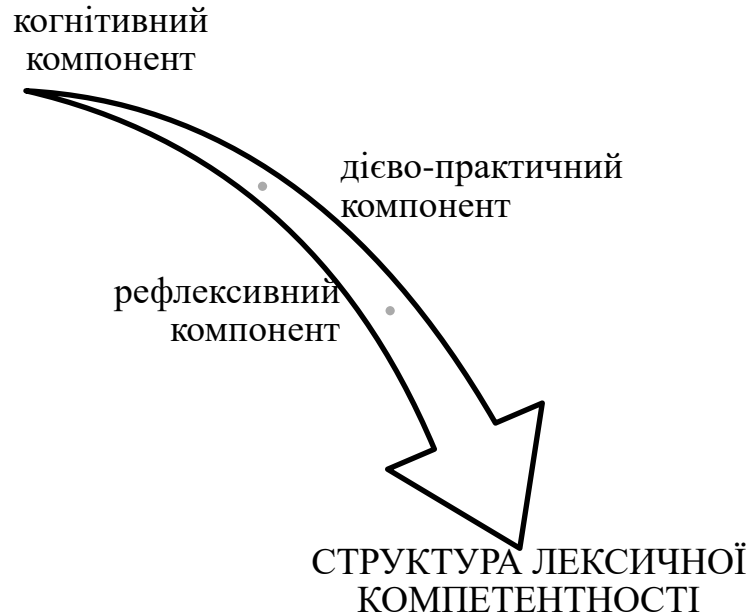 когнітивний
компонент
дієво-практичний
компонент
рефлексивний
компонент
СТРУКТУРА ЛЕКСИЧНОЇ
КОМПЕТЕНТНОСТІ